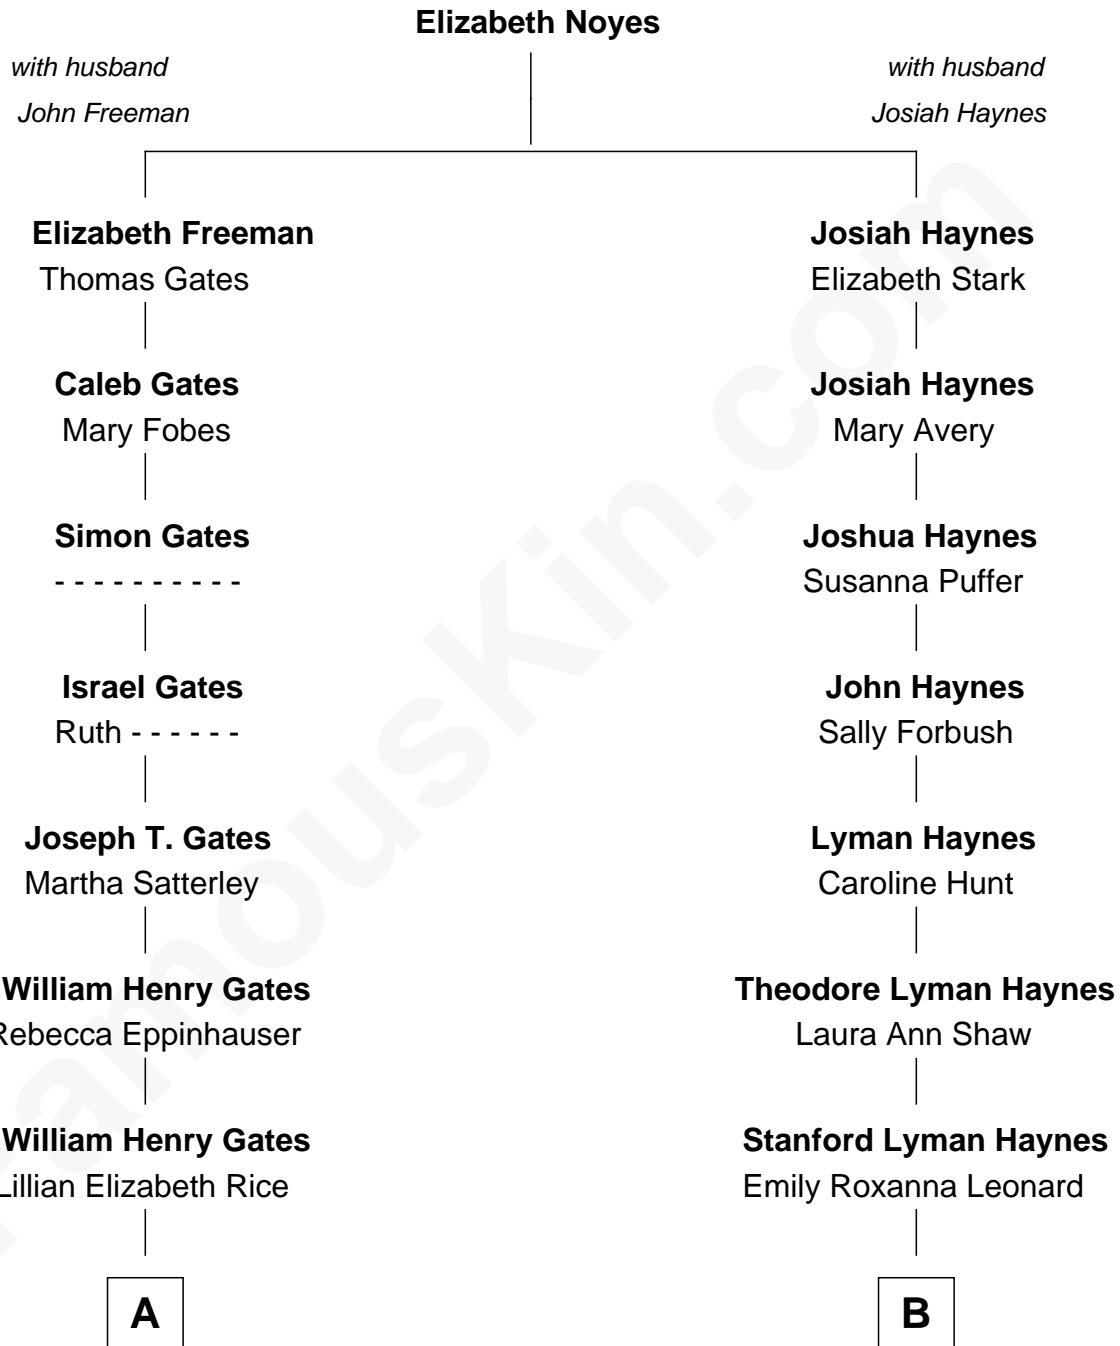 Elizabeth Noyes
with husband
John Freeman
with husband
Josiah Haynes
Elizabeth Freeman
Thomas Gates
Josiah Haynes
Elizabeth Stark
Caleb Gates
Mary Fobes
Josiah Haynes
Mary Avery
Simon Gates
- - - - - - - - - -
Joshua Haynes
Susanna Puffer
Israel Gates
Ruth - - - - - -
John Haynes
Sally Forbush
Joseph T. Gates
Martha Satterley
Lyman Haynes
Caroline Hunt
William Henry Gates
Rebecca Eppinhauser
Theodore Lyman Haynes
Laura Ann Shaw
William Henry Gates
Lillian Elizabeth Rice
Stanford Lyman Haynes
Emily Roxanna Leonard
A
B
FamousKin.com